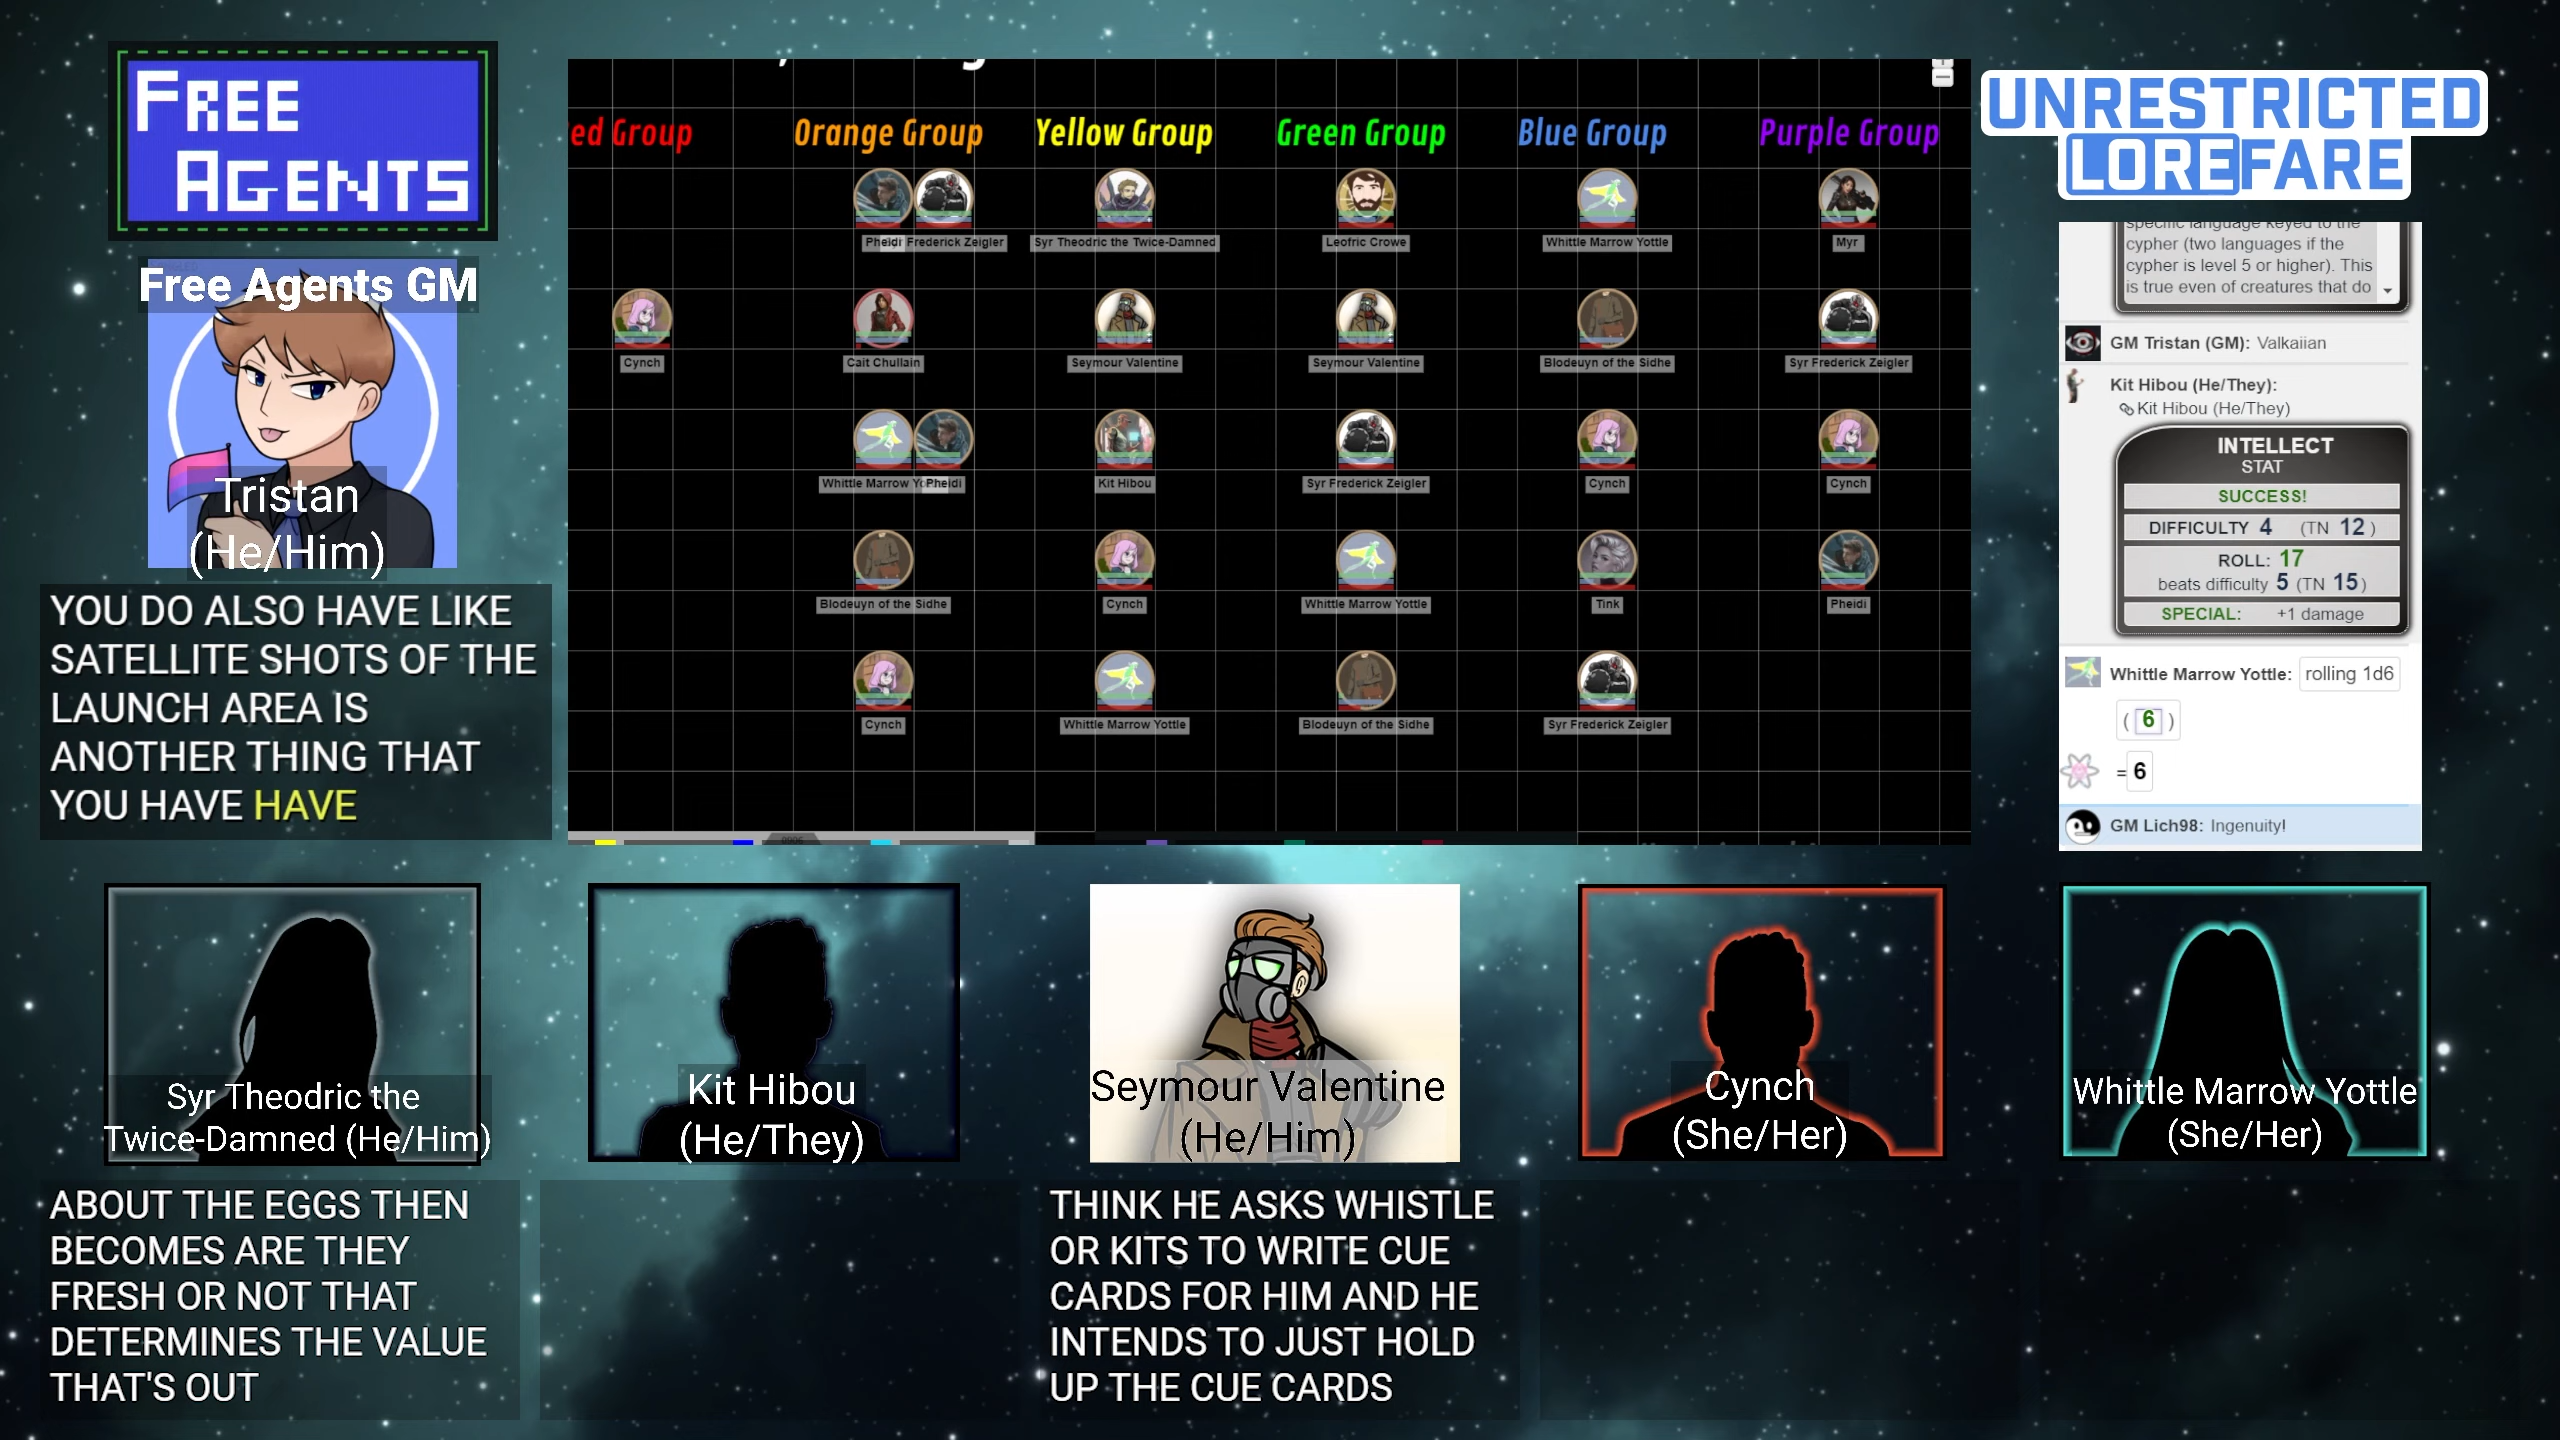 FREE
AGENTS
Free Agents GM
Tristan
(He/Him)
YOU DO ALSO HAVE LIKE
SATELLITE SHOTS OF THE
LAUNCH AREA IS
ANOTHER THING THAT
YOU HAVE HAVE
ed Group
Orange Group
Yellow Group
Green Group
Blue Group
Purple Group
Pheidi
Frederick Zeigler
Syr Theodric the Twice-Damned
Leofric Crowe
Whittle Marrow Yottle
Myr
Cynch
Cait Chullain
Seymour Valentine
Seymour Valentine
Blodeuyn of the Sidhe
Syr Frederick Zeigler
Whittle Marrow Yo
Pheidi
Kit Hibou
Syr Frederick Zeigler
Cynch
Cynch
Blodeuyn of the Sidhe
Cynch
Whittle Marrow Yottle
Tink
Pheidi
Cynch
Whittle Marrow Yottle
Blodeuyn of the Sidhe
Syr Frederick Zeigler
UNRESTRICTED
LOREFARE
specific language keyed to the
cypher (two languages if the
cypher is level 5 or higher). This
is true even of creatures that do
GM Tristan (GM): Valkaiian
Kit Hibou (He/They):
Kit Hibou (He/They)
INTELLECT
STAT
SUCCESS!
DIFFICULTY 4 (TN 12)
ROLL: 17
beats difficulty 5 (TN 15)
SPECIAL: +1 damage
Whittle Marrow Yottle: rolling 1d6
(6)
=6
GM Lich98: Ingenuity!
Syr Theodric the
Twice-Damned (He/Him)
Kit Hibou
(He/They)
Seymour Valentine
(He/Him)
Cynch
(She/Her)
Whittle Marrow Yottle
(She/Her)
ABOUT THE EGGS THEN
BECOMES ARE THEY
FRESH OR NOT THAT
DETERMINES THE VALUE
THAT'S OUT
THINK HE ASKS WHISTLE
OR KITS TO WRITE CUE
CARDS FOR HIM AND HE
INTENDS TO JUST HOLD
UP THE CUE CARDS